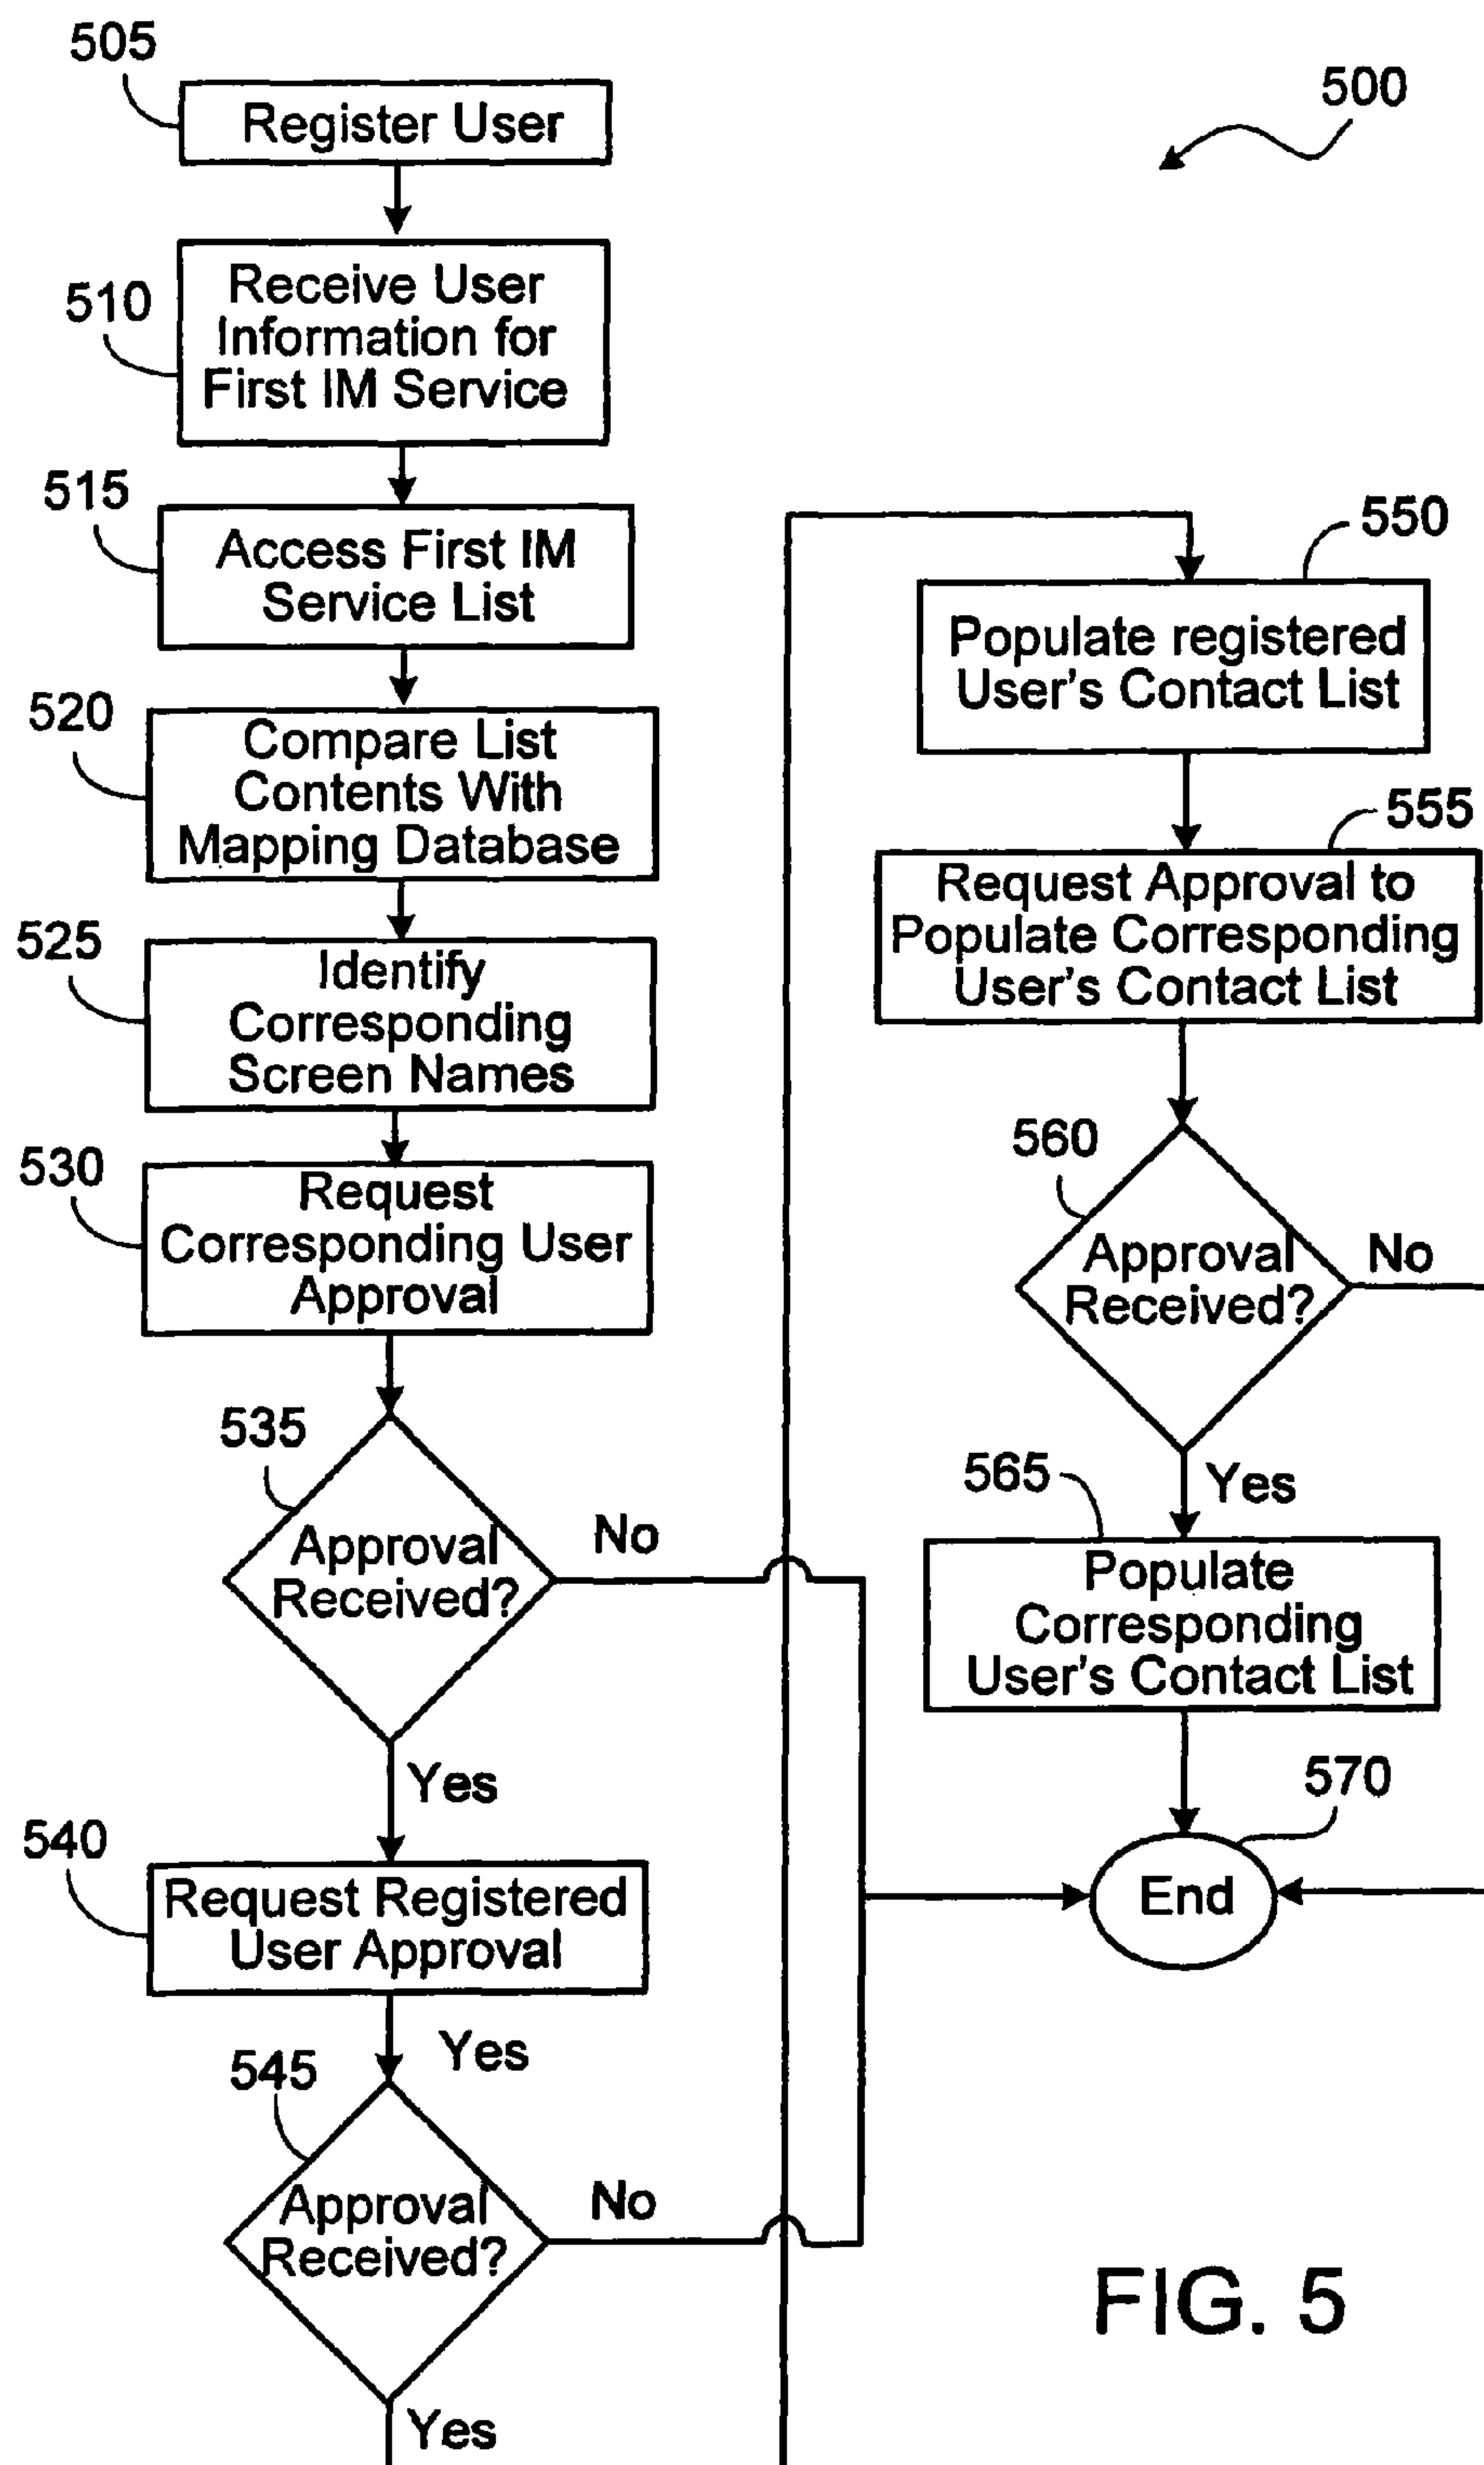 505
Register User
500
510
Receive User
Information for
First IM Service
515
Access First IM
Service List
520
Compare List
Contents With
Mapping Database
525
Identify
Corresponding
Screen Names
530
Request
Corresponding User
Approval
535
Approval
Received?
No
Yes
540
Request Registered
User Approval
Yes
545
Approval
Received?
No
Yes
550
Populate registered
User's Contact List
555
Request Approval to
Populate Corresponding
User's Contact List
560
Approval
Received?
No
Yes
565
Populate
Corresponding
User's Contact List
570
End
FIG. 5